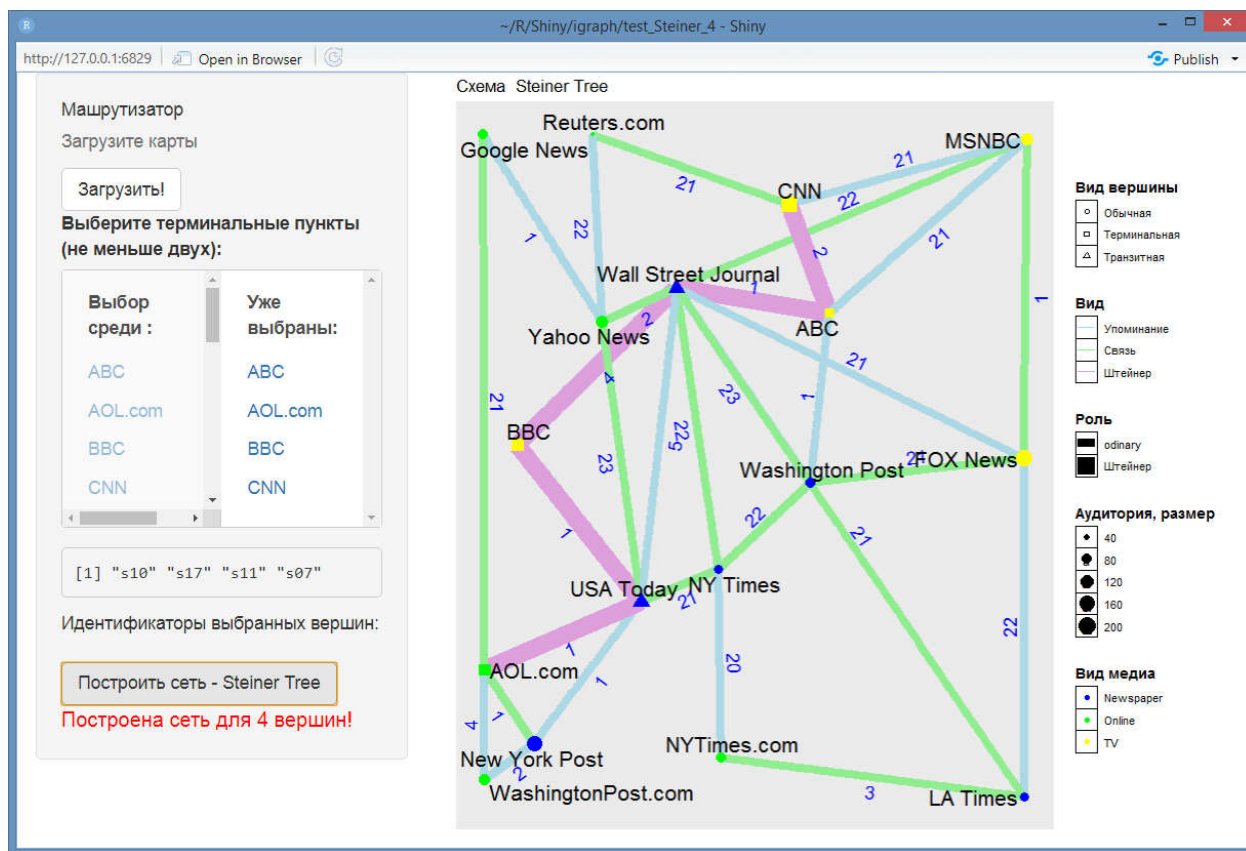 ~/R/Shiny/igraph/test_Steiner_4 - Shiny
http://127.0.0.1:6829
Open in Browser
Publish
Машрутизатор
Загрузите карты
Загрузить!
Выберите терминальные пункты
(не меньше двух):
Выбор
среди :
ABC
AOL.com
BBC
CNN
Уже
выбраны:
ABC
AOL.com
BBC
CNN
[1] "s10" "s17" "s11" "s07"
Идентификаторы выбранных вершин:
Построить сеть - Steiner Tree
Построена сеть для 4 вершин!
Схема Steiner Tree
Reuters.com
MSNBC
Google News
21
21
CNN
22
1
22
21
2
Wall Street Journal
1
1
ABC
2
Yahoo News
21
4
23
1
21
BBC
22
5
23
Washington Post
21
FOX News
1
22
21
USA Today
NY Times
21
22
1
20
AOL.com
1
4
1
NYTimes.com
New York Post
2
WashingtonPost.com
3
LA Times
Вид вершины
Обычная
Терминальная
Транзитная
Вид
Упоминание
Связь
Штейнер
Роль
odinary
Штейнер
Аудитория, размер
40
80
120
160
200
Вид медиа
Newspaper
Online
TV